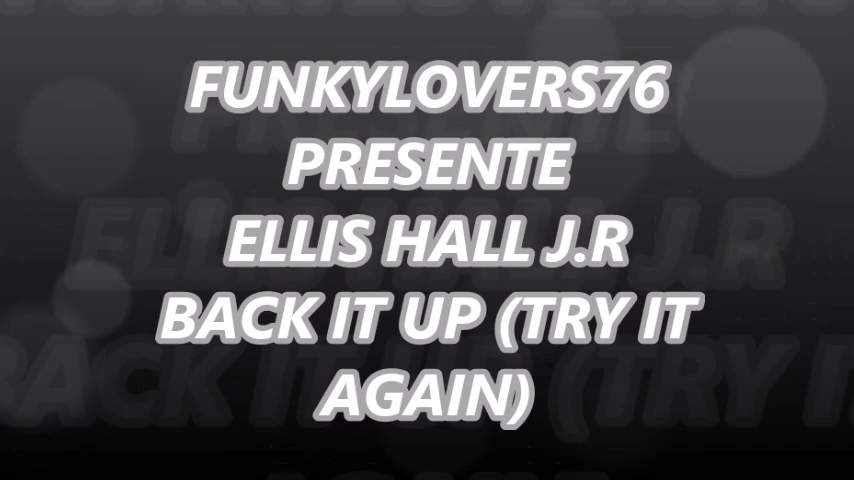 FUNKYLOVERS76
PRESENTE
ELLIS HALL J.R
BACK IT UP (TRY IT
AGAIN)